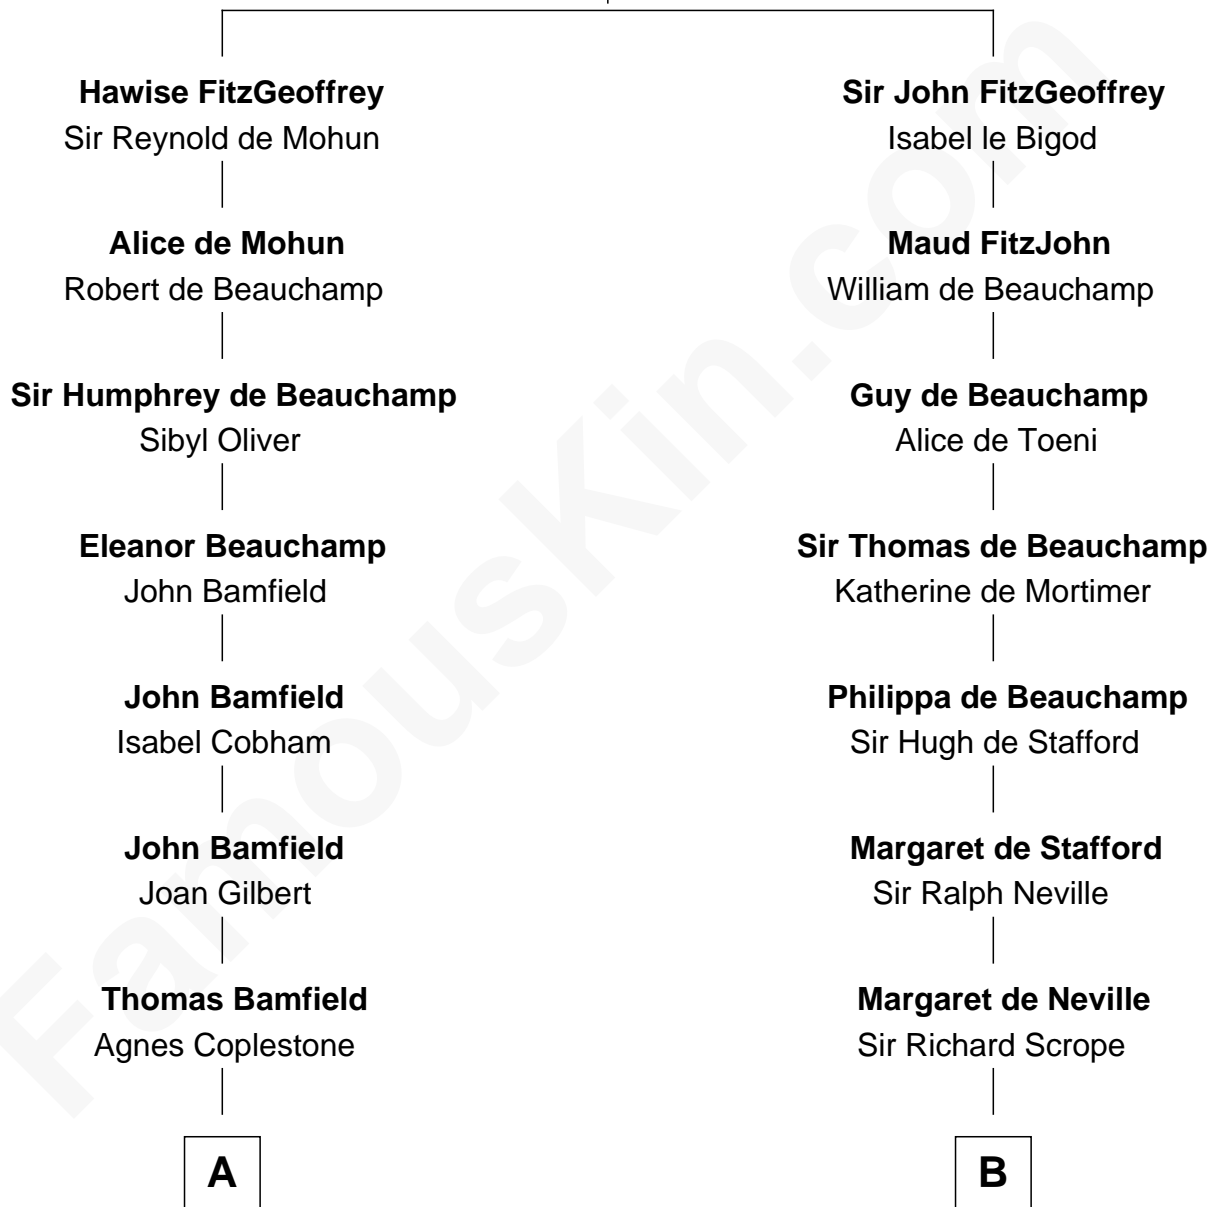 Hawise FitzGeoffrey
Sir Reynold de Mohun
Alice de Mohun
Robert de Beauchamp
Sir Humphrey de Beauchamp
Sibyl Oliver
Eleanor Beauchamp
John Bamfield
John Bamfield
Isabel Cobham
John Bamfield
Joan Gilbert
Thomas Bamfield
Agnes Coplestone
A
Sir John FitzGeoffrey
Isabel le Bigod
Maud FitzJohn
William de Beauchamp
Guy de Beauchamp
Alice de Toeni
Sir Thomas de Beauchamp
Katherine de Mortimer
Philippa de Beauchamp
Sir Hugh de Stafford
Margaret de Stafford
Sir Ralph Neville
Margaret de Neville
Sir Richard Scrope
B
FamousKin.com